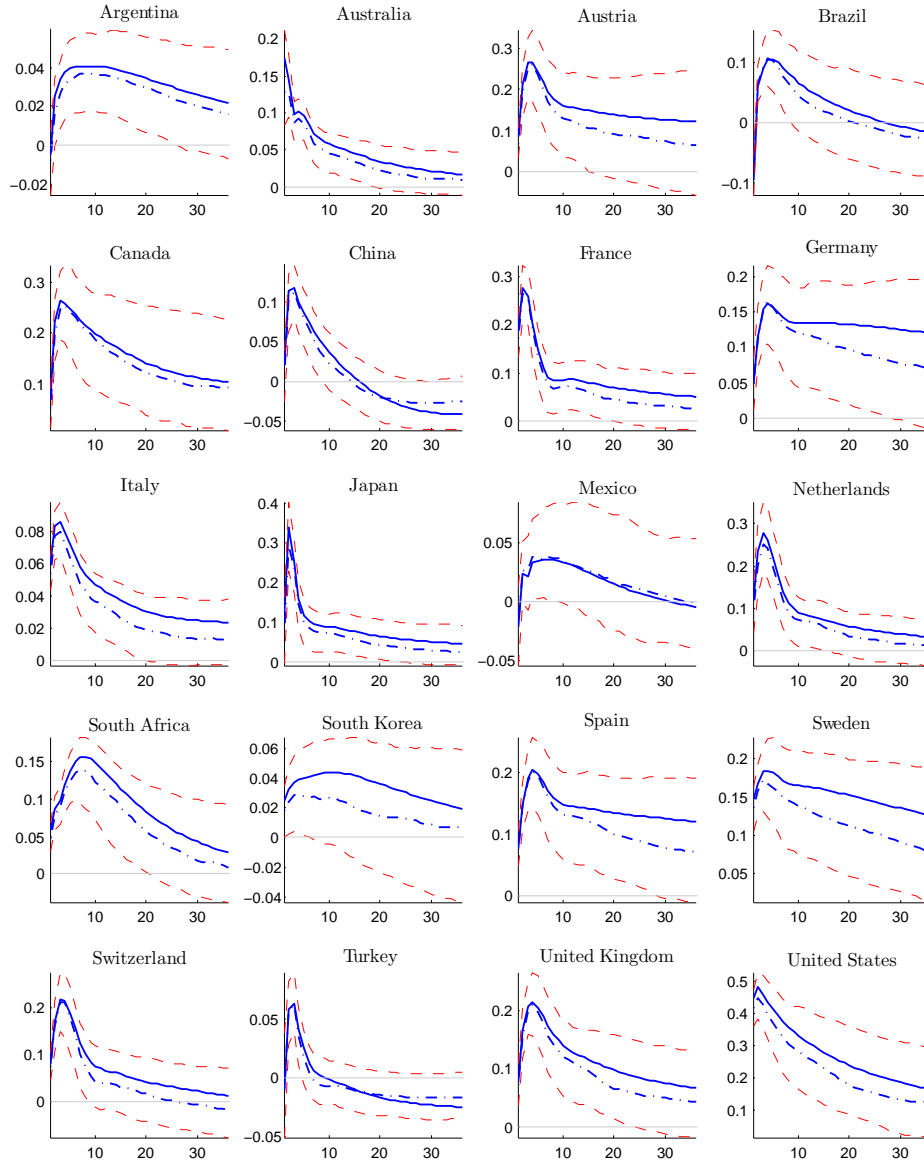 Argentina
0.04
0.02
0
−0.02
10 20 30
Australia
0.2
0.15
0.1
0.05
0
10 20 30
Austria
0.3
0.2
0.1
0
10 20 30
Brazil
0.1
0
−0.1
10 20 30
Canada
0.3
0.2
0.1
10 20 30
China
0.1
0.05
0
−0.05
10 20 30
France
0.3
0.2
0.1
0
10 20 30
Germany
0.2
0.15
0.1
0.05
0
10 20 30
Italy
0.08
0.06
0.04
0.02
0
10 20 30
Japan
0.4
0.3
0.2
0.1
0
10 20 30
Mexico
0.05
0
−0.05
10 20 30
Netherlands
0.3
0.2
0.1
0
10 20 30
South Africa
0.15
0.1
0.05
0
10 20 30
South Korea
0.06
0.04
0.02
0
−0.02
−0.04
10 20 30
Spain
0.2
0.1
0
10 20 30
Sweden
0.2
0.15
0.1
0.05
10 20 30
Switzerland
0.2
0.1
0
10 20 30
Turkey
0.05
0
−0.05
10 20 30
United Kingdom
0.2
0.1
0
10 20 30
United States
0.5
0.4
0.3
0.2
0.1
10 20 30